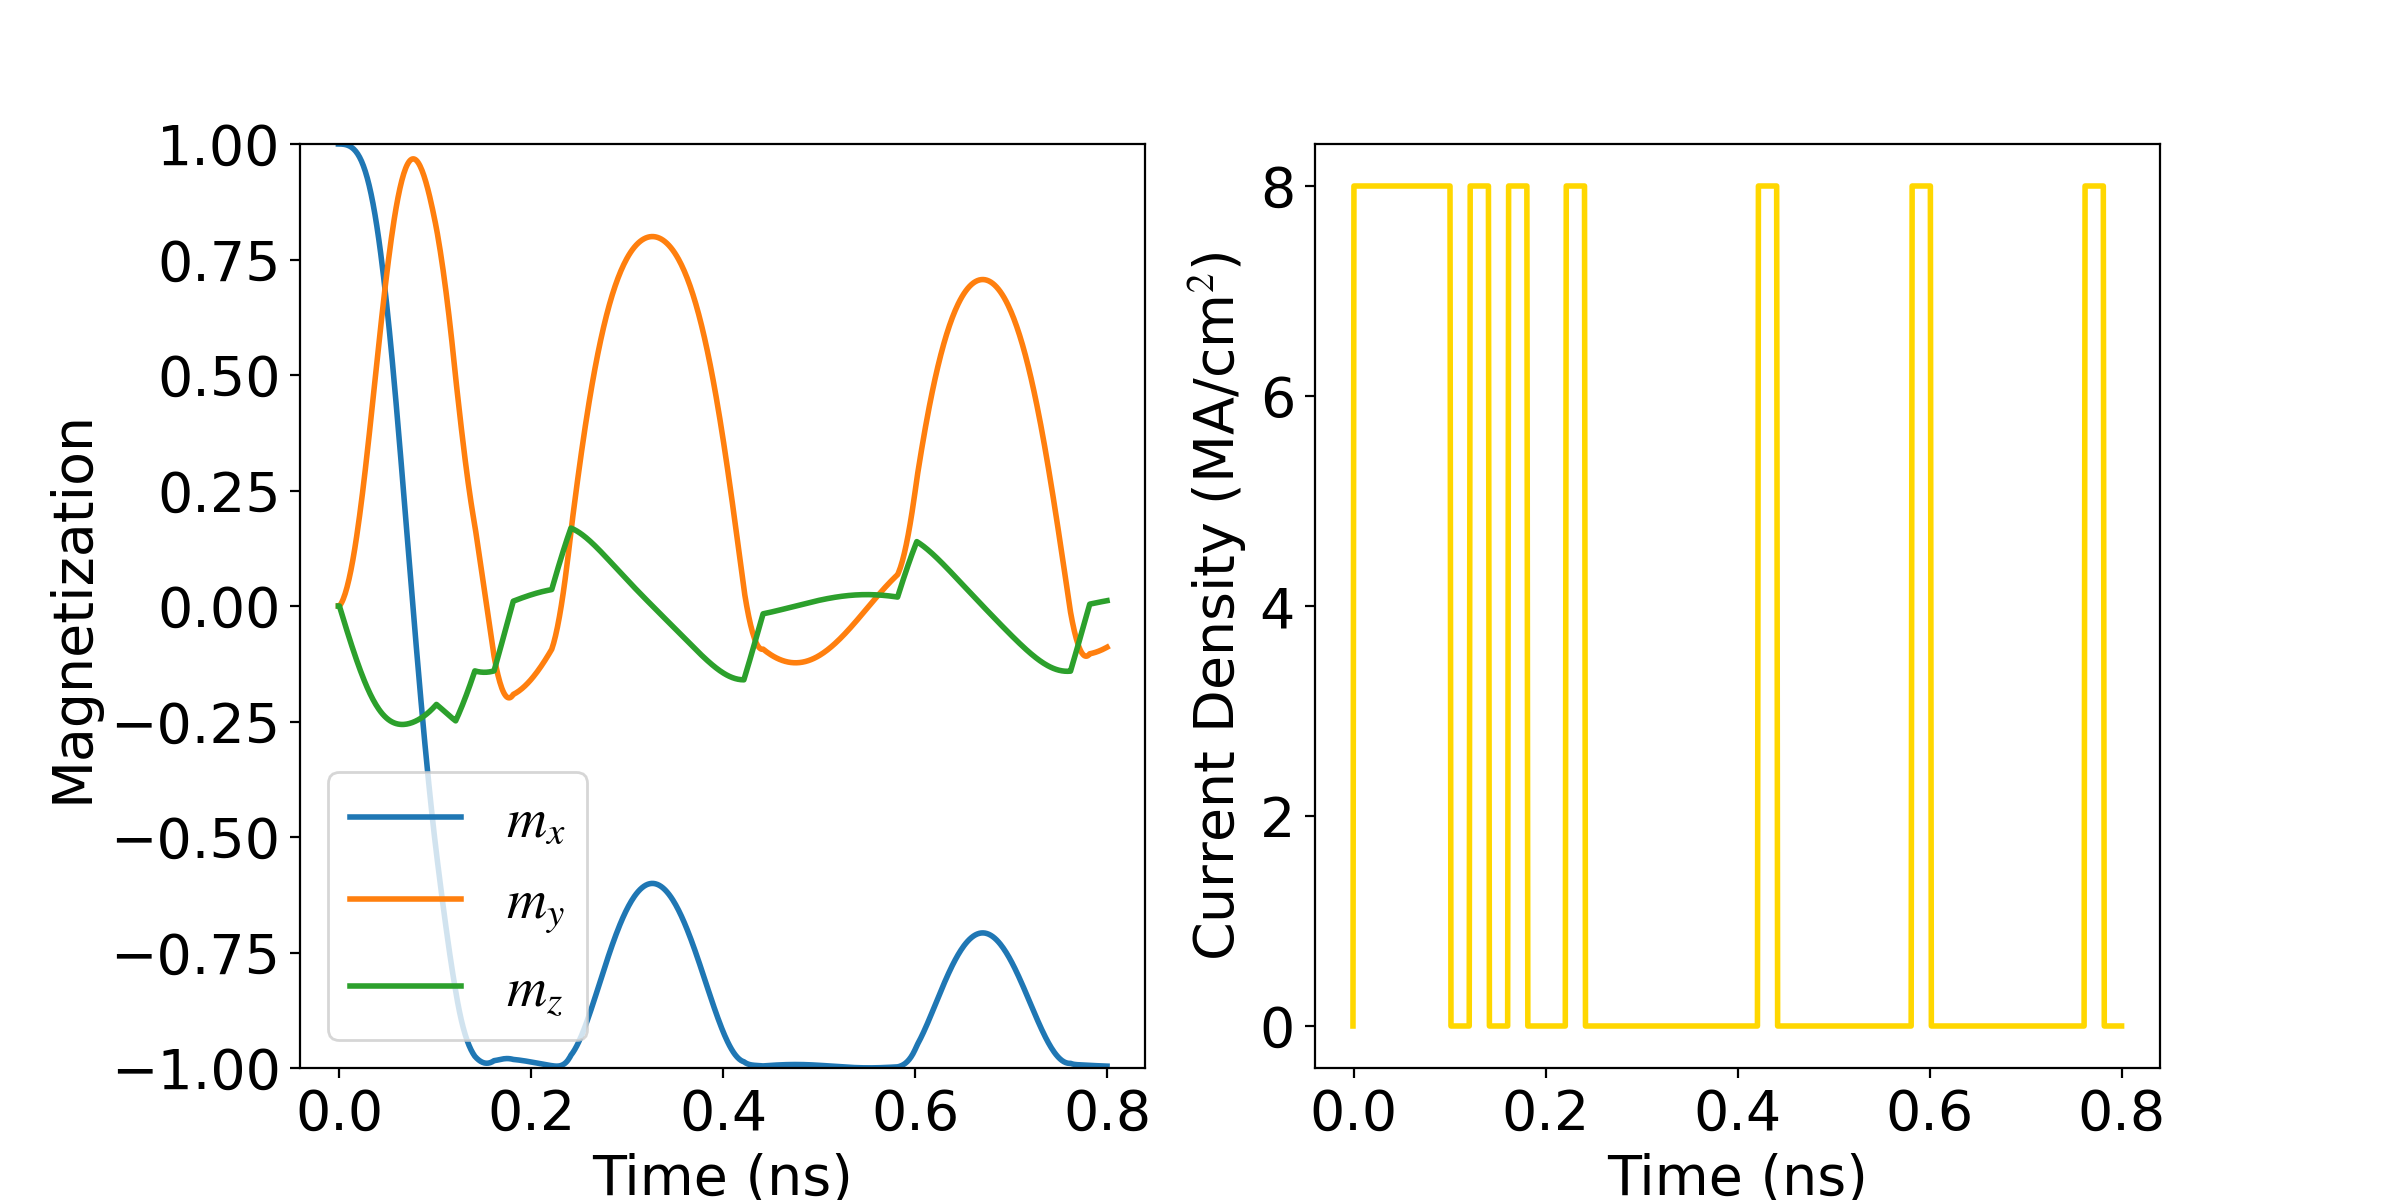 Magnetization
1.00
0.75
0.50
0.25
0.00
−0.25
−0.50
−0.75
−1.00
m_x
m_y
m_z
0.0 0.2 0.4 0.6 0.8
Time (ns)
Current Density (MA/cm²)
8
6
4
2
0
0.0 0.2 0.4 0.6 0.8
Time (ns)